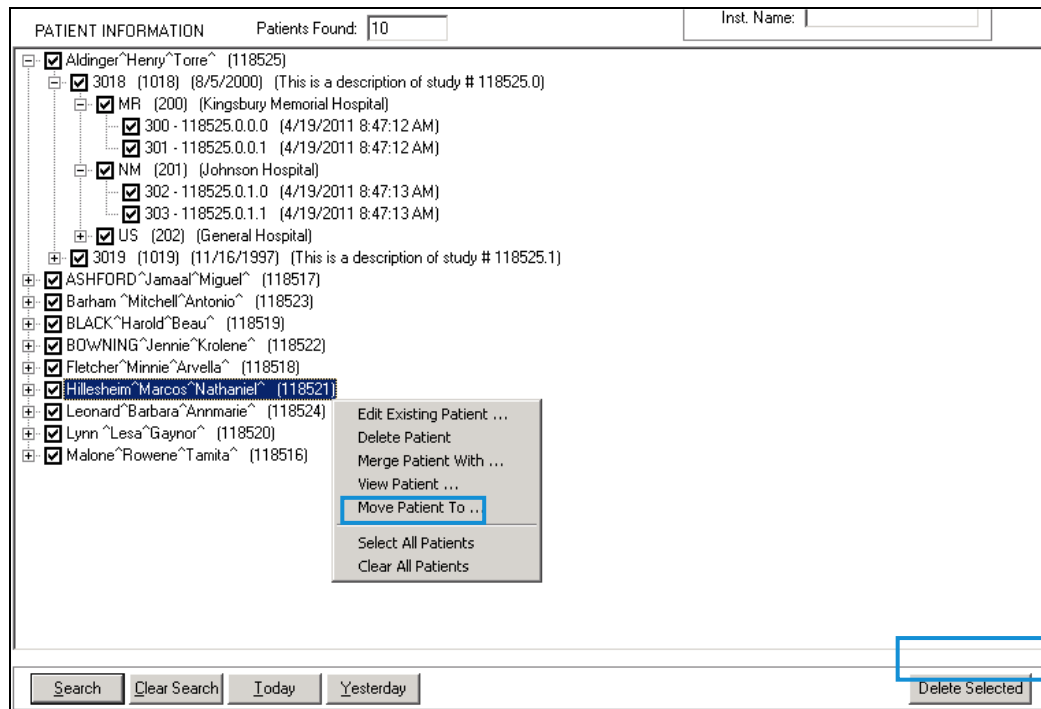 PATIENT INFORMATION Patients Found: 10 Inst. Name:
Aldinger^Henry^Torre^ (118525)
3018 (1018) (8/5/2000) (This is a description of study # 118525.0)
MR (200) (Kingsbury Memorial Hospital)
300 - 118525.0.0.0 (4/19/2011 8:47:12 AM)
301 - 118525.0.0.1 (4/19/2011 8:47:12 AM)
NM (201) (Johnson Hospital)
302 - 118525.0.1.0 (4/19/2011 8:47:13 AM)
303 - 118525.0.1.1 (4/19/2011 8:47:13 AM)
US (202) (General Hospital)
3019 (1019) (11/16/1997) (This is a description of study # 118525.1)
ASHFORD^Jamaal^Miguel^ (118517)
Barham ^Mitchell^Antonio^ (118523)
BLACK^Harold^Beau^ (118519)
BOWNING^Jennie^Krolene^ (118522)
Fletcher^Minnie^Arvella^ (118518)
Hillesheim^Marcos^Nathaniel^ (118521)
Leonard^Barbara^Annmarie^ (118524)
Lynn ^Lesa^Gaynor^ (118520)
Malone^Rowene^Tamita^ (118516)
Edit Existing Patient ...
Delete Patient
Merge Patient With ...
View Patient ...
Move Patient To ...
Select All Patients
Clear All Patients
Search Clear Search Today Yesterday Delete Selected